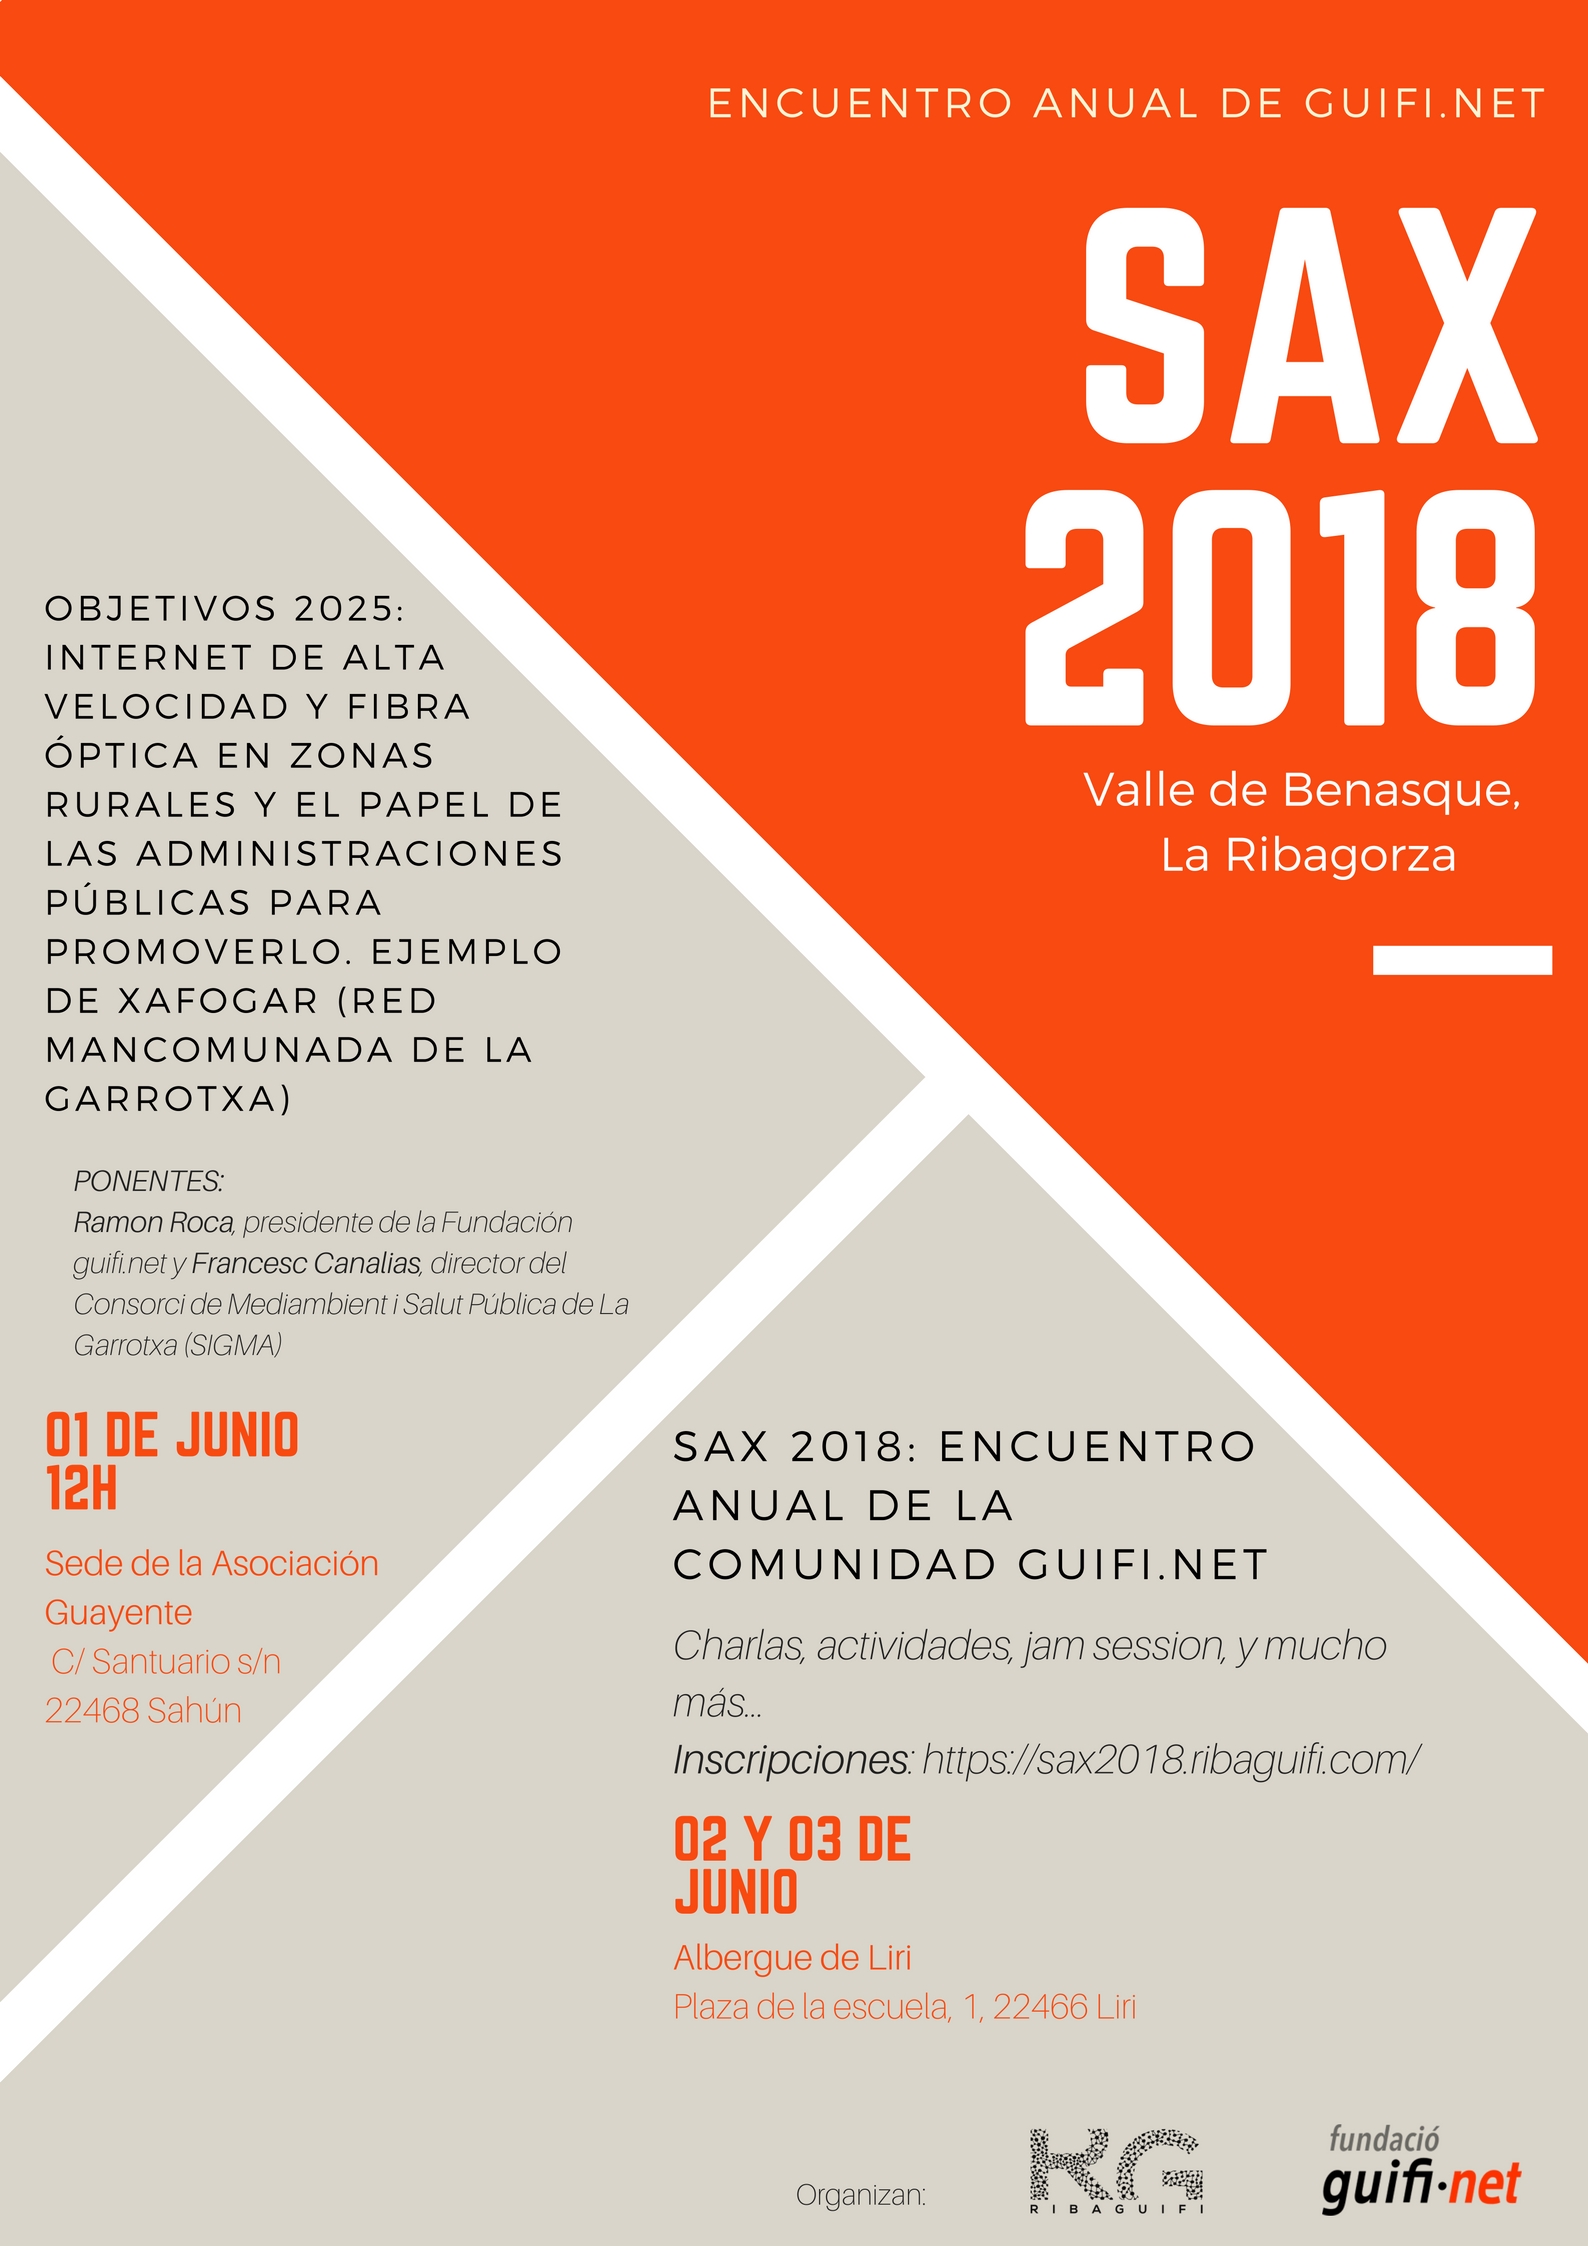 ENCUENTRO ANUAL DE GUIFI.NET
SAX
2018
Valle de Benasque,
La Ribagorza
OBJETIVOS 2025:
INTERNET DE ALTA
VELOCIDAD Y FIBRA
ÓPTICA EN ZONAS
RURALES Y EL PAPEL DE
LAS ADMINISTRACIONES
PÚBLICAS PARA
PROMOVERLO. EJEMPLO
DE XAFOGAR (RED
MANCOMUNADA DE LA
GARROTXA)
PONENTES:
Ramon Roca, presidente de la Fundación
guifi.net y Francesc Canalias, director del
Consorci de Mediambient i Salut Pública de La
Garrotxa (SIGMA)
01 DE JUNIO
12H
Sede de la Asociación
Guayente
C/ Santuario s/n
22468 Sahún
SAX 2018: ENCUENTRO
ANUAL DE LA
COMUNIDAD GUIFI.NET
Charlas, actividades, jam session, y mucho
más...
Inscripciones: https://sax2018.ribaguifi.com/
02 Y 03 DE
JUNIO
Albergue de Liri
Plaza de la escuela, 1, 22466 Liri
Organizan:
RG
RIBAGUIFI
fundació
guifi·net